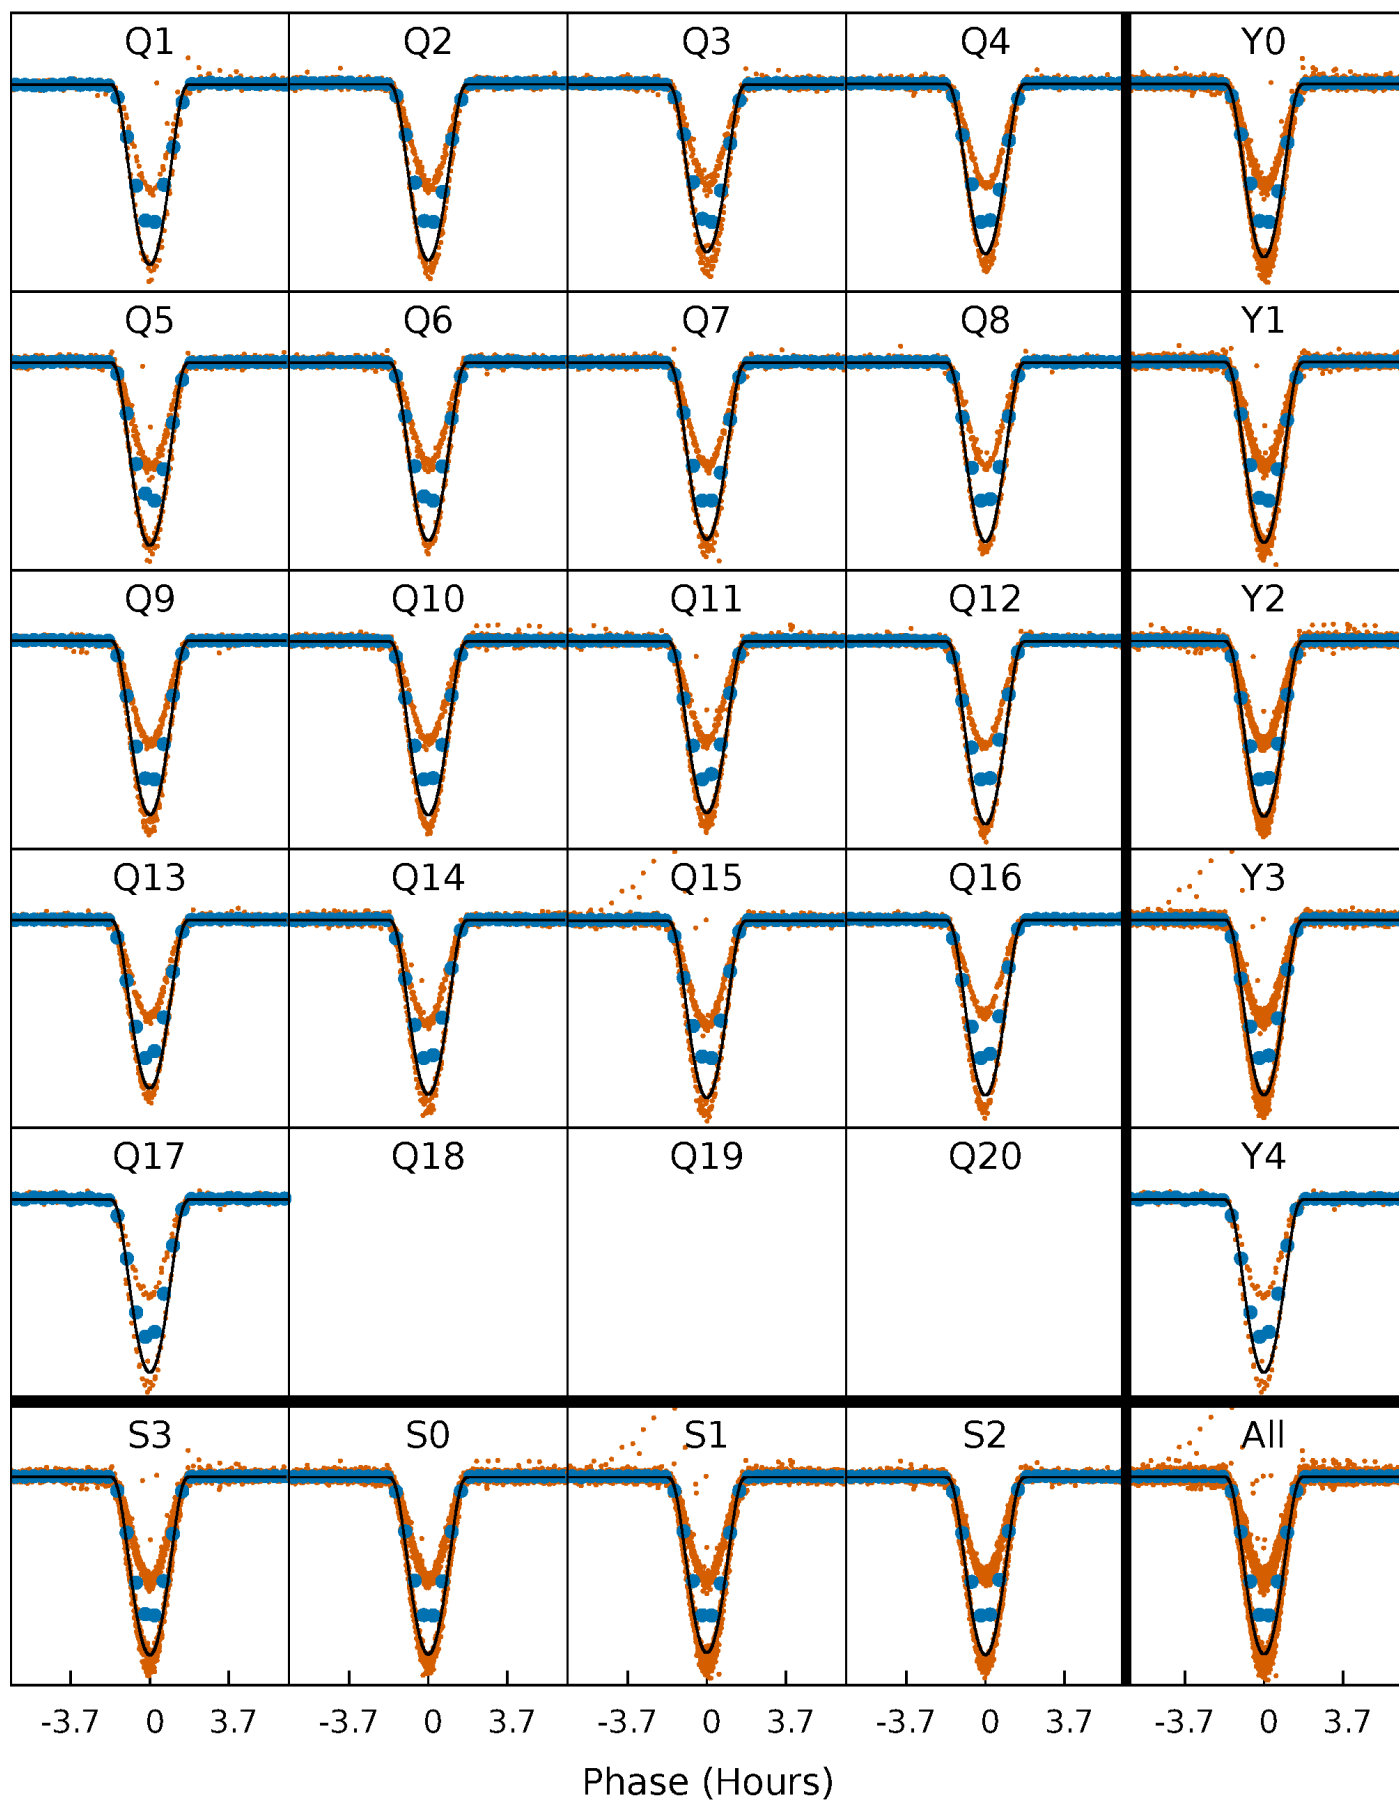 Q1 Q2 Q3 Q4 Y0
Q5 Q6 Q7 Q8 Y1
Q9 Q10 Q11 Q12 Y2
Q13 Q14 Q15 Q16 Y3
Q17 Q18 Q19 Q20 Y4
S3 S0 S1 S2 All
-3.7 0 3.7 -3.7 0 3.7 -3.7 0 3.7 -3.7 0 3.7 -3.7 0 3.7
Phase (Hours)